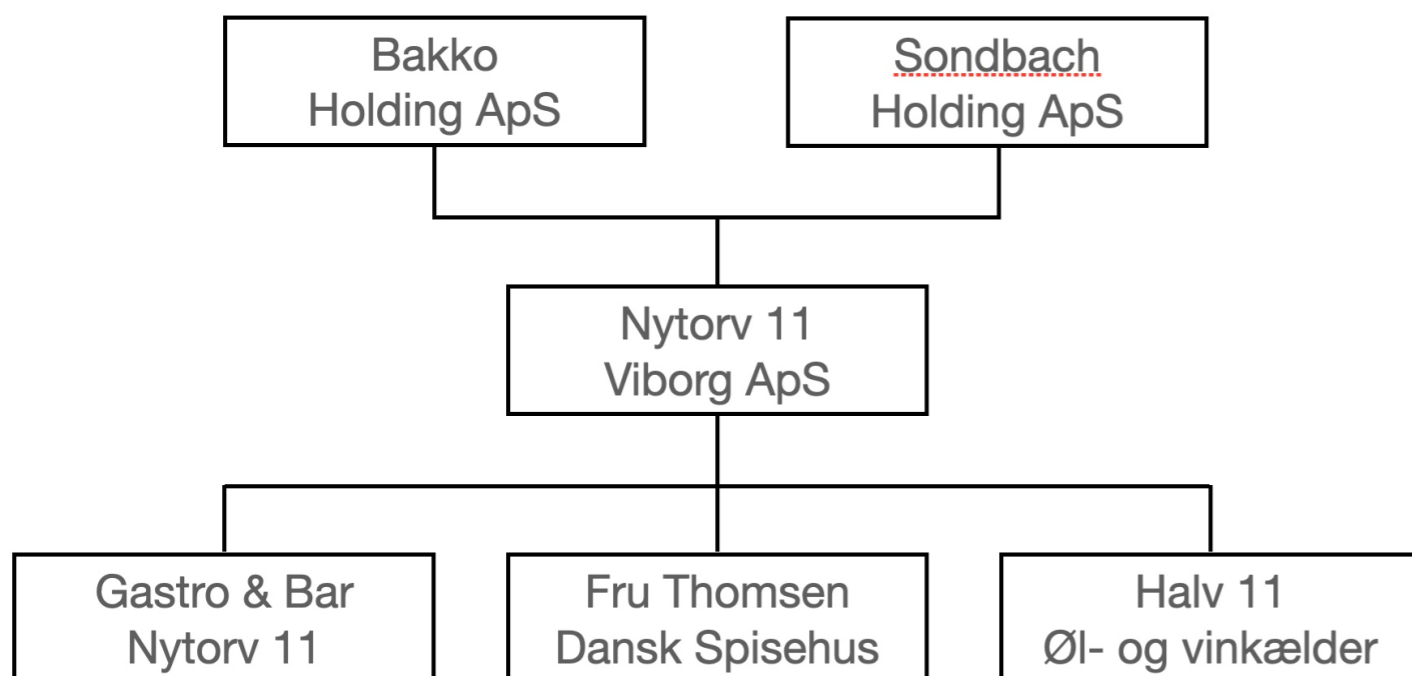 Bakko
Holding ApS
Sondbach
Holding ApS
Nytorv 11
Viborg ApS
Gastro & Bar
Nytorv 11
Fru Thomsen
Dansk Spisehus
Halv 11
Øl- og vinkælder